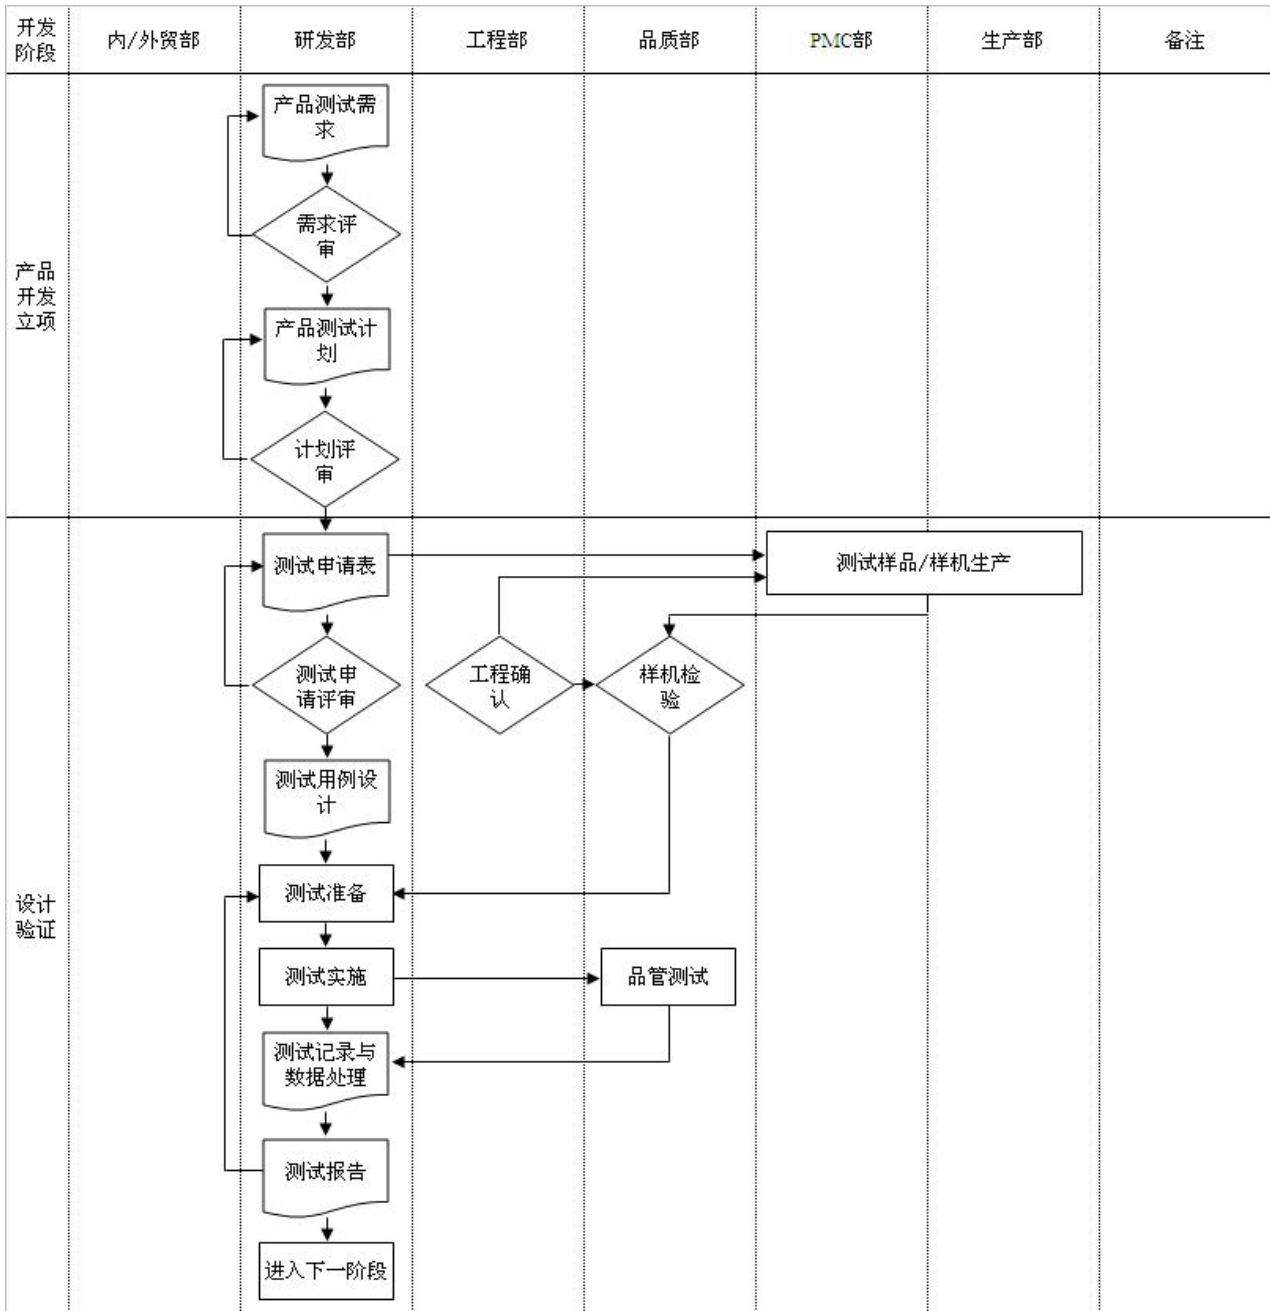 开发
阶段
内/外贸部
研发部
工程部
品质部
PMC部
生产部
备注
产品测试需
求
需求评
审
产品
开发
立项
产品测试计
划
计划评
审
测试申请表
测试样品/样机生产
测试申
请评审
工程确
认
样机检
验
测试用例设
计
设计
验证
测试准备
测试实施
品管测试
测试记录与
数据处理
测试报告
进入下一阶段